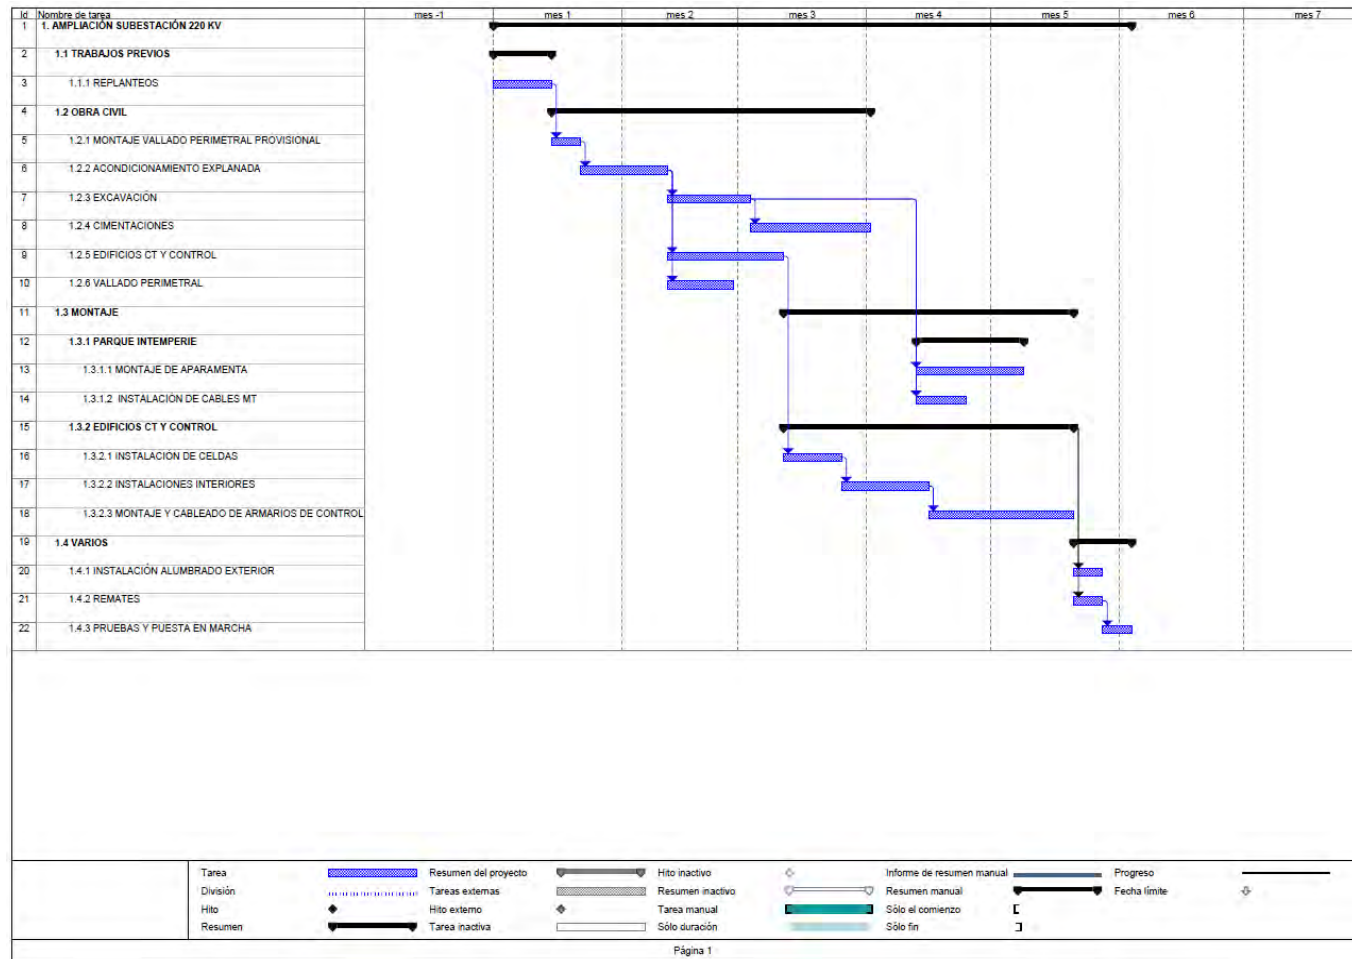 Id Nombre de tarea mes -1 mes 1 mes 2 mes 3 mes 4 mes 5 mes 6 mes 7
1 1. AMPLIACIÓN SUBESTACIÓN 220 KV
2 1.1 TRABAJOS PREVIOS
3 1.1.1 REPLANTEOS
4 1.2 OBRA CIVIL
5 1.2.1 MONTAJE VALLADO PERIMETRAL PROVISIONAL
6 1.2.2 ACONDICIONAMIENTO EXPLANADA
7 1.2.3 EXCAVACIÓN
8 1.2.4 CIMENTACIONES
9 1.2.5 EDIFICIOS CT Y CONTROL
10 1.2.6 VALLADO PERIMETRAL
11 1.3 MONTAJE
12 1.3.1 PARQUE INTEMPERIE
13 1.3.1.1 MONTAJE DE APARAMENTA
14 1.3.1.2 INSTALACIÓN DE CABLES MT
15 1.3.2 EDIFICIOS CT Y CONTROL
16 1.3.2.1 INSTALACIÓN DE CELDAS
17 1.3.2.2 INSTALACIONES INTERIORES
18 1.3.2.3 MONTAJE Y CABLEADO DE ARMARIOS DE CONTROL
19 1.4 VARIOS
20 1.4.1 INSTALACIÓN ALUMBRADO EXTERIOR
21 1.4.2 REMATES
22 1.4.3 PRUEBAS Y PUESTA EN MARCHA
Tarea Resumen del proyecto Hito inactivo Informe de resumen manual Progreso
División Tareas externas Resumen inactivo Resumen manual Fecha límite
Hito Hito externo Tarea manual Sólo el comienzo
Resumen Tarea inactiva Sólo duración Sólo fin
Página 1